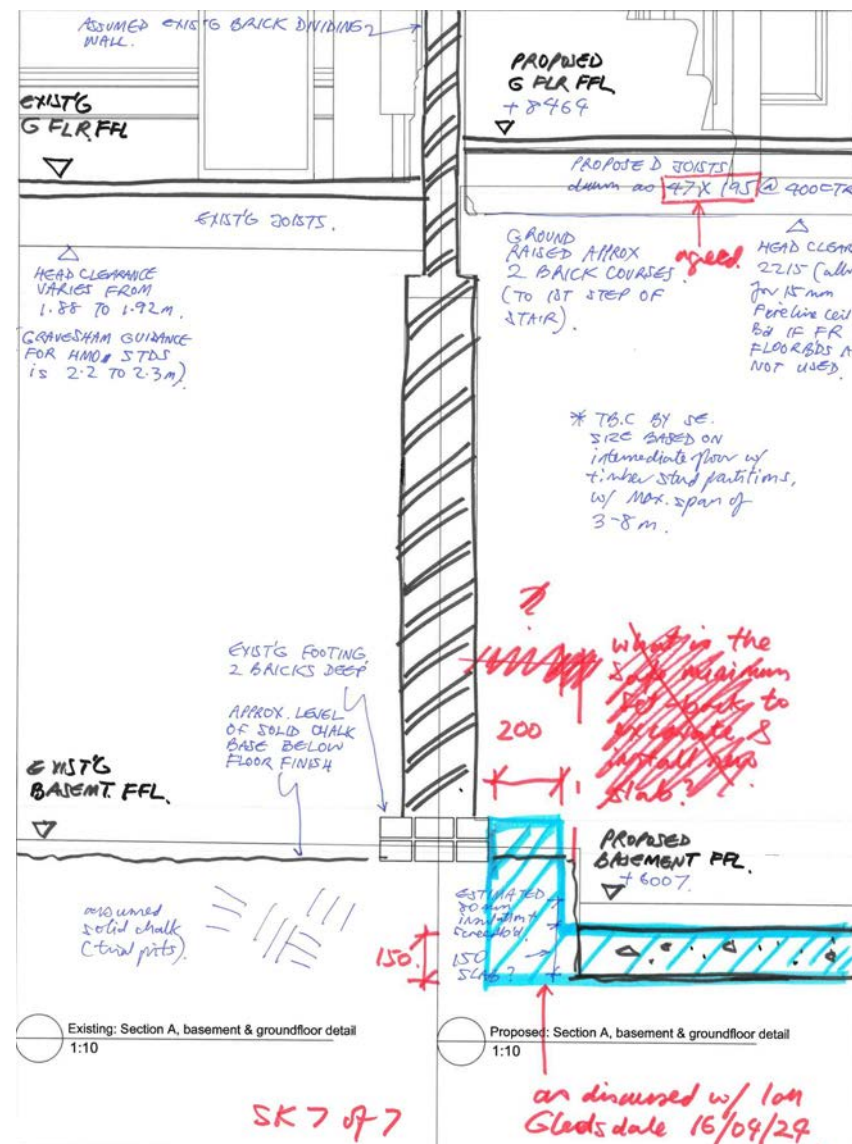 ASSUMED EXIST'G BRICK DIVIDING
WALL.
EXIST'G
G FLR FFL
EXIST'G JOISTS.
HEAD CLEARANCE
VARIES FROM
1.88 TO 1.92m.
GRAVESHAM GUIDANCE
FOR HMO STDS
is 2.2 TO 2.3m)
PROPOSED
G FLR FFL
+8464
PROPOSED JOISTS
drawn as 47 X 195 @ 400CTR
agreed.
GROUND
RAISED APPROX
2 BRICK COURSES
(TO 1ST STEP OF
STAIR).
HEAD CLEAR
2215 (allo
for 15mm
Fireline ceil
Bd IF FR
FLOORBDS A
NOT USED.
* TB.C BY SE.
SIZE BASED ON
intermediate floor w/
timber stud partitions,
w/ Max. span of
3-8m.
?
what is the
safe minimum
set-back to
excavate &
install new
slab?
200
EXIST'G FOOTING
2 BRICKS DEEP
APPROX. LEVEL
OF SOLID CHALK
BASE BELOW
FLOOR FINISH
EXIST'G
BASEMT. FFL.
assumed
solid chalk
(trial pits).
PROPOSED
BASEMENT FFL.
+6007
ESTIMATED
80mm
insulation +
screed
150
SLAB?
150
Existing: Section A, basement & groundfloor detail
1:10
Proposed: Section A, basement & groundfloor detail
1:10
SK 7 of 7
as discussed w/ Ian
Gledsdale 16/04/24